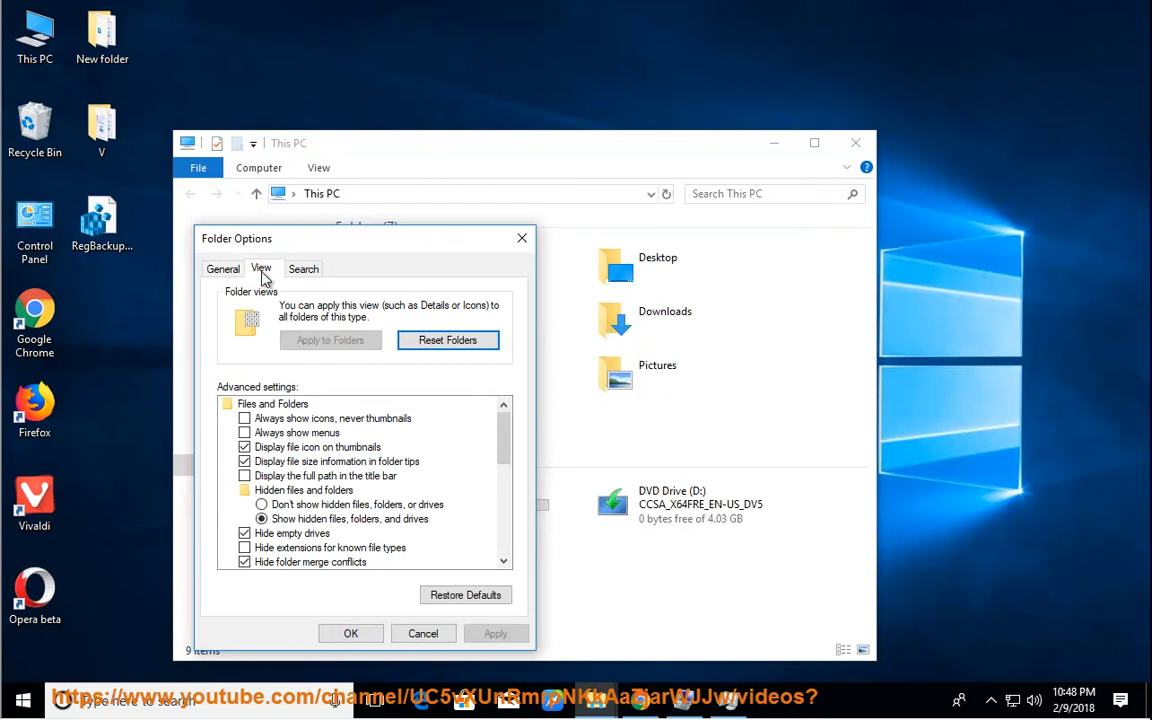 This PC
New folder
Recycle Bin
V
Control
Panel
RegBackup...
Google
Chrome
Firefox
Vivaldi
Opera beta
This PC
File
Computer
View
This PC
Search This PC
Folder Options
General
View
Search
Folder views
You can apply this view (such as Details or Icons) to
all folders of this type.
Apply to Folders
Reset Folders
Advanced settings:
Files and Folders
Always show icons, never thumbnails
Always show menus
Display file icon on thumbnails
Display file size information in folder tips
Display the full path in the title bar
Hidden files and folders
Don't show hidden files, folders, or drives
Show hidden files, folders, and drives
Hide empty drives
Hide extensions for known file types
Hide folder merge conflicts
Restore Defaults
OK
Cancel
Apply
Desktop
Downloads
Pictures
DVD Drive (D:)
CCSA_X64FRE_EN-US_DV5
0 bytes free of 4.03 GB
9 items
Type here to search
10:48 PM
2/9/2018